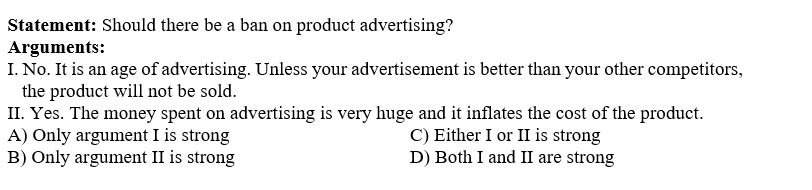 Statement: Should there be a ban on product advertising?
Arguments:
I. No. It is an age of advertising. Unless your advertisement is better than your other competitors,
the product will not be sold.
II. Yes. The money spent on advertising is very huge and it inflates the cost of the product.
A) Only argument I is strong C) Either I or II is strong
B) Only argument II is strong D) Both I and II are strong